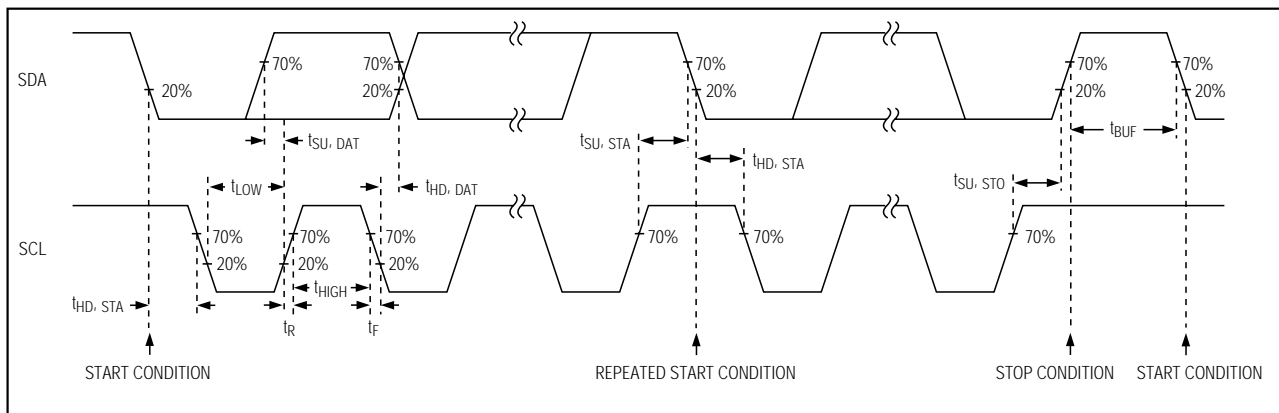 SDA
20%
70%
70%
20%
70%
20%
70%
20%
70%
20%
tSU, DAT
tSU, STA
tBUF
tLOW
tHD, DAT
tHD, STA
tSU, STO
SCL
70%
20%
70%
20%
70%
20%
70%
70%
70%
tHD, STA
tHIGH
tR
tF
START CONDITION
REPEATED START CONDITION
STOP CONDITION
START CONDITION